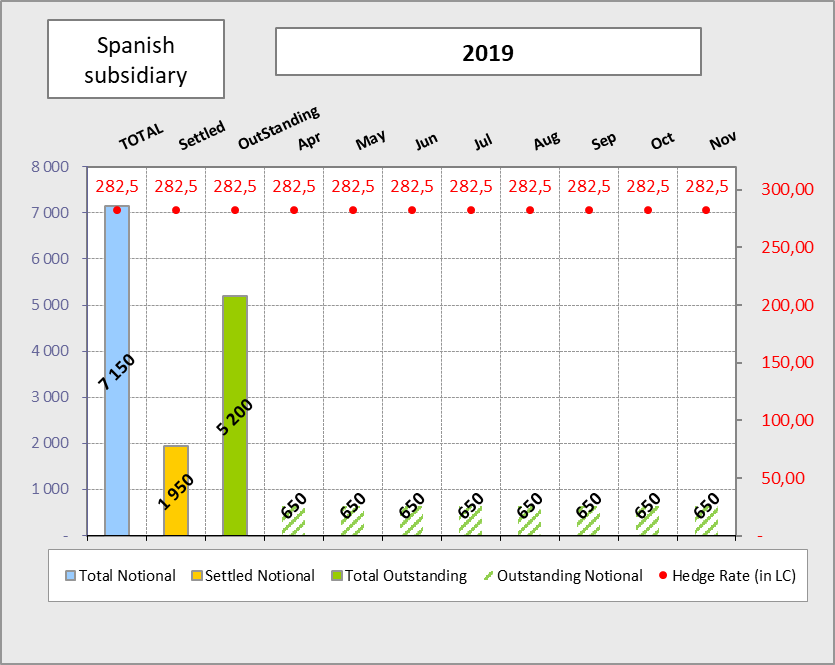 Spanish
subsidiary
2019
TOTAL Settled OutStanding Apr May Jun Jul Aug Sep Oct Nov
8 000
282,5 282,5 282,5 282,5 282,5 282,5 282,5 282,5 282,5 282,5 282,5 300,00
7 000
6 000 250,00
5 000 200,00
4 000 150,00
7 150
3 000 100,00
5 200
2 000
1 950
1 000 50,00
650 650 650 650 650 650 650 650
- -
Total Notional Settled Notional Total Outstanding Outstanding Notional Hedge Rate (in LC)